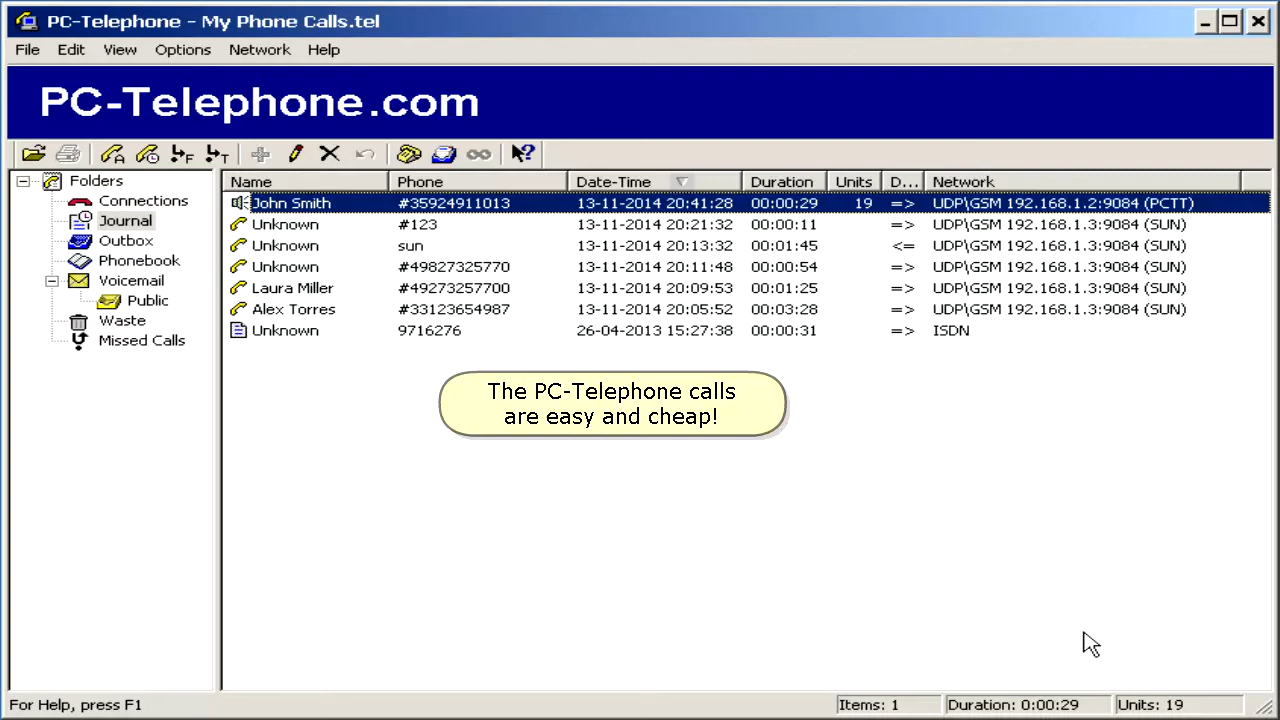 PC-Telephone - My Phone Calls.tel
File Edit View Options Network Help
PC-Telephone.com
Folders
Connections
Journal
Outbox
Phonebook
Voicemail
Public
Waste
Missed Calls
Name Phone Date-Time Duration Units D... Network
John Smith #35924911013 13-11-2014 20:41:28 00:00:29 19 => UDP\GSM 192.168.1.2:9084 (PCTT)
Unknown #123 13-11-2014 20:21:32 00:00:11 => UDP\GSM 192.168.1.3:9084 (SUN)
Unknown sun 13-11-2014 20:13:32 00:01:45 <= UDP\GSM 192.168.1.3:9084 (SUN)
Unknown #49827325770 13-11-2014 20:11:48 00:00:54 => UDP\GSM 192.168.1.3:9084 (SUN)
Laura Miller #49273257700 13-11-2014 20:09:53 00:01:25 => UDP\GSM 192.168.1.3:9084 (SUN)
Alex Torres #33123654987 13-11-2014 20:05:52 00:03:28 => UDP\GSM 192.168.1.3:9084 (SUN)
Unknown 9716276 26-04-2013 15:27:38 00:00:31 => ISDN
The PC-Telephone calls
are easy and cheap!
For Help, press F1 Items: 1 Duration: 0:00:29 Units: 19